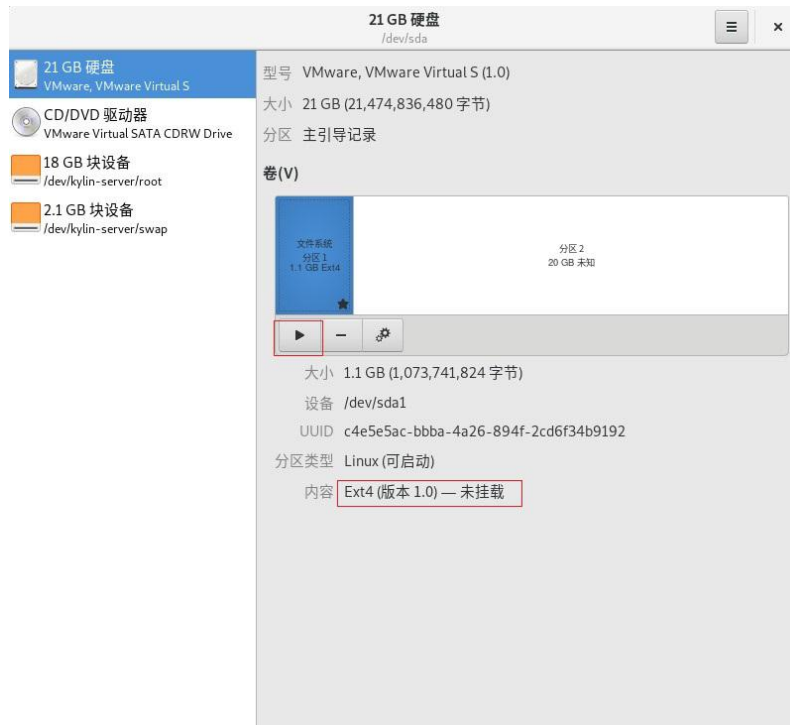 21 GB 硬盘
/dev/sda
21 GB 硬盘
VMware, VMware Virtual S
CD/DVD 驱动器
VMware Virtual SATA CDRW Drive
18 GB 块设备
/dev/kylin-server/root
2.1 GB 块设备
/dev/kylin-server/swap
型号 VMware, VMware Virtual S (1.0)
大小 21 GB (21,474,836,480 字节)
分区 主引导记录
卷(V)
文件系统
分区 1
1.1 GB Ext4
分区 2
20 GB 未知
大小 1.1 GB (1,073,741,824 字节)
设备 /dev/sda1
UUID c4e5e5ac-bbba-4a26-894f-2cd6f34b9192
分区类型 Linux (可启动)
内容 Ext4 (版本 1.0) — 未挂载